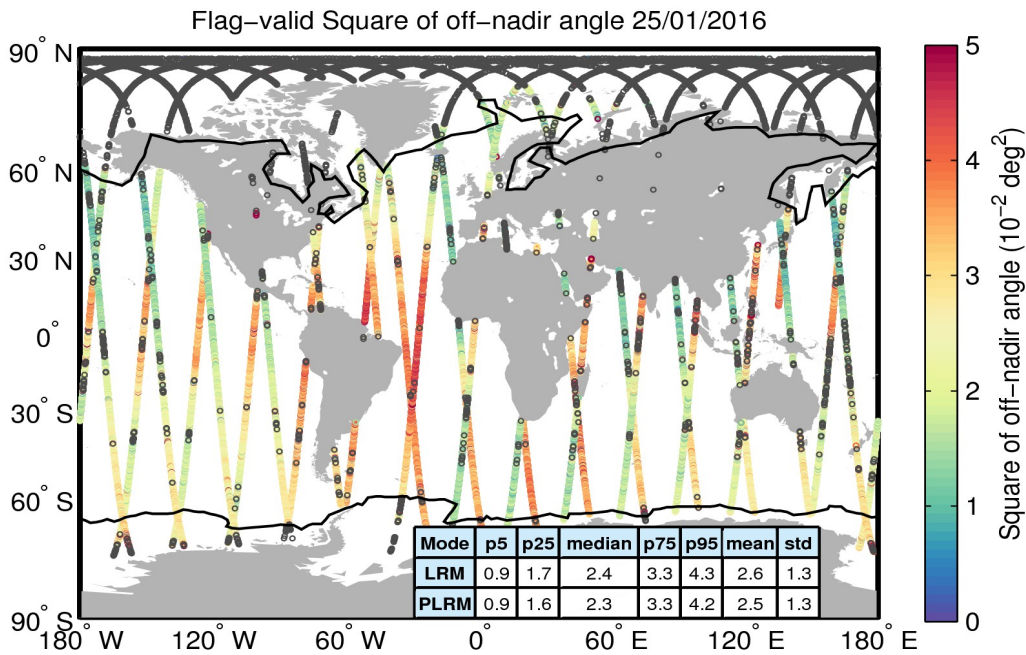 Flag−valid Square of off−nadir angle 25/01/2016
90° N
60° N
30° N
0°
30° S
60° S
90° S
180° W
120° W
60° W
0°
60° E
120° E
180° E
5
4
3
2
1
0
Square of off−nadir angle (10⁻² deg²)
Mode p5 p25 median p75 p95 mean std
LRM 0.9 1.7 2.4 3.3 4.3 2.6 1.3
PLRM 0.9 1.6 2.3 3.3 4.2 2.5 1.3